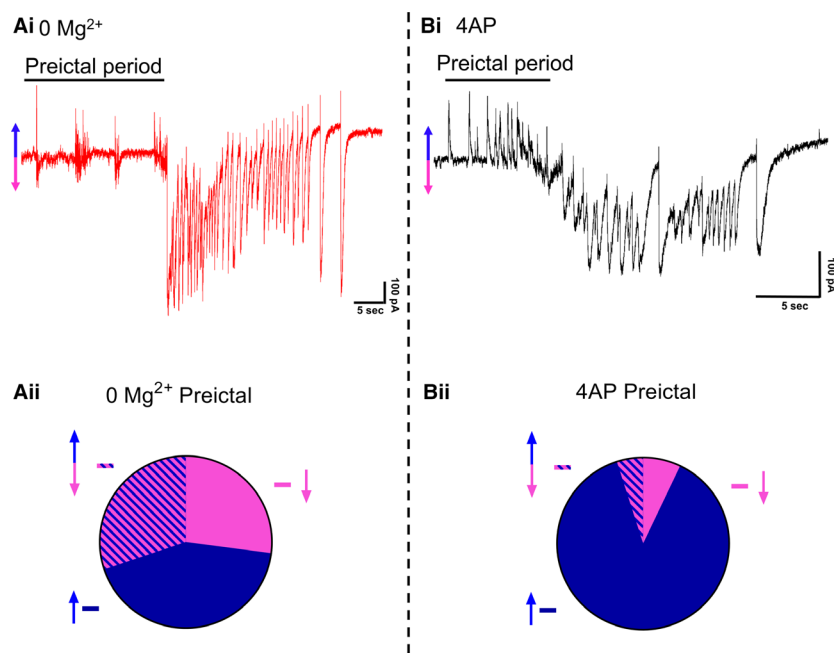 Ai 0 Mg²⁺
Preictal period
100 pA
5 sec
Bi 4AP
Preictal period
100 pA
5 sec
Aii 0 Mg²⁺ Preictal
Bii 4AP Preictal